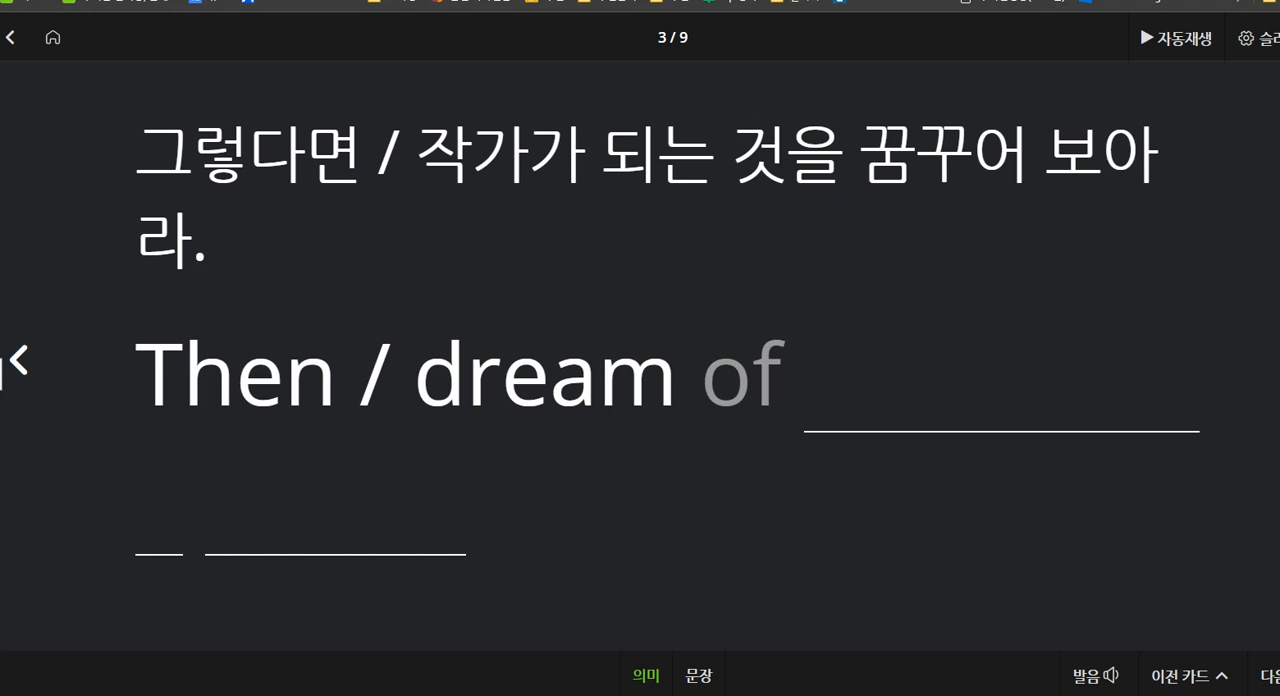 3 / 9
▶ 자동재생
그렇다면 / 작가가 되는 것을 꿈꾸어 보아
라.
Then / dream of
의미
문장
발음
이전 카드